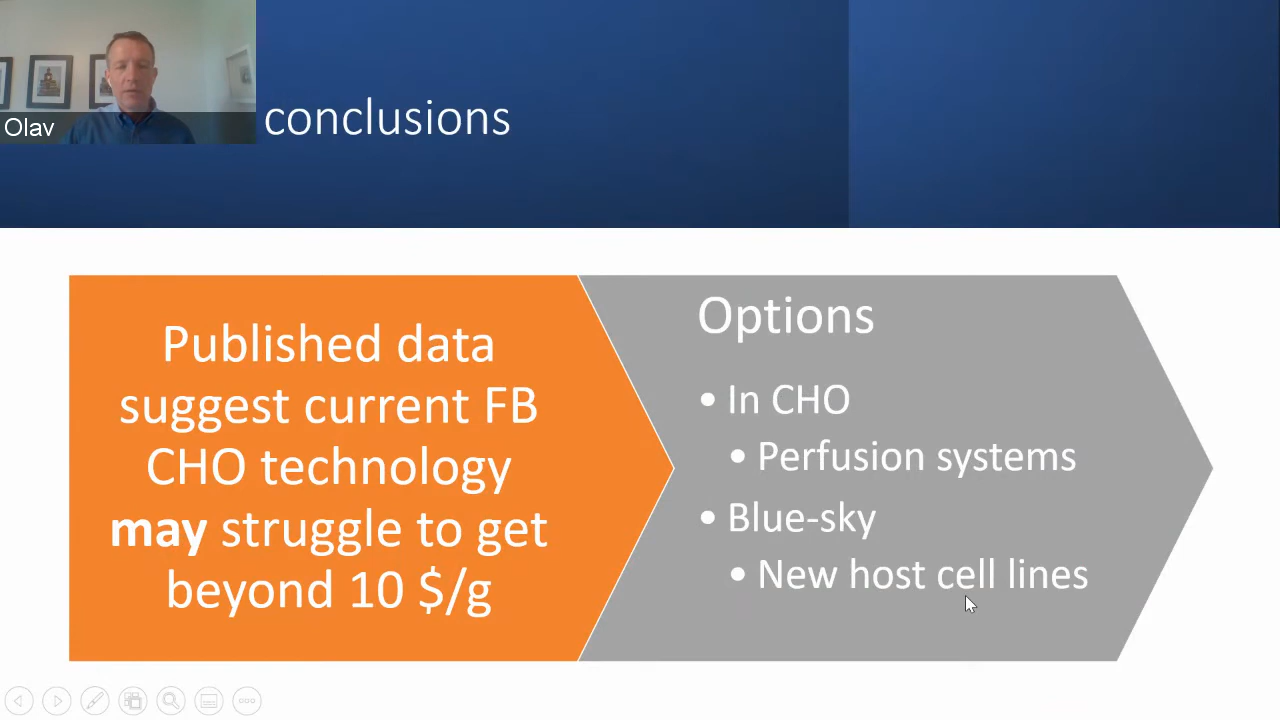 Olav
conclusions
Published data
suggest current FB
CHO technology
may struggle to get
beyond 10 $/g
Options
• In CHO
• Perfusion systems
• Blue-sky
• New host cell lines